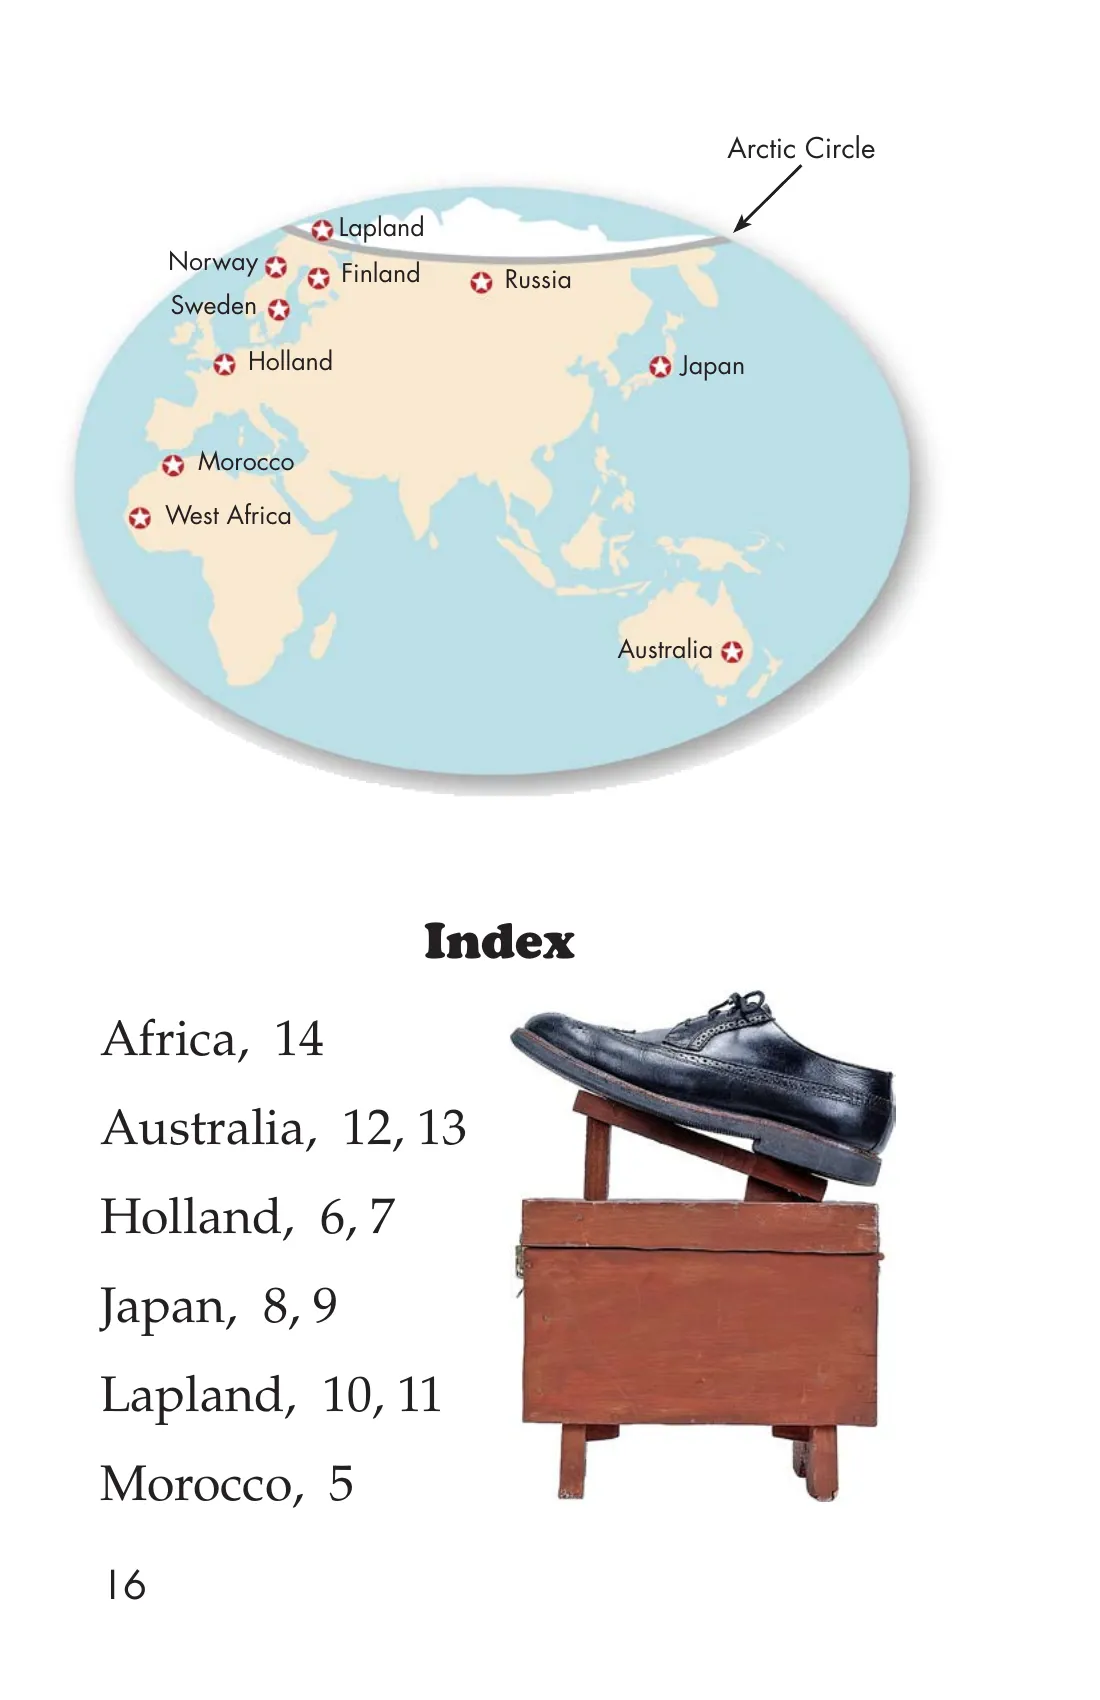 Arctic Circle
Lapland
Norway
Finland
Russia
Sweden
Holland
Japan
Morocco
West Africa
Australia
Index
Africa, 14
Australia, 12, 13
Holland, 6, 7
Japan, 8, 9
Lapland, 10, 11
Morocco, 5
16